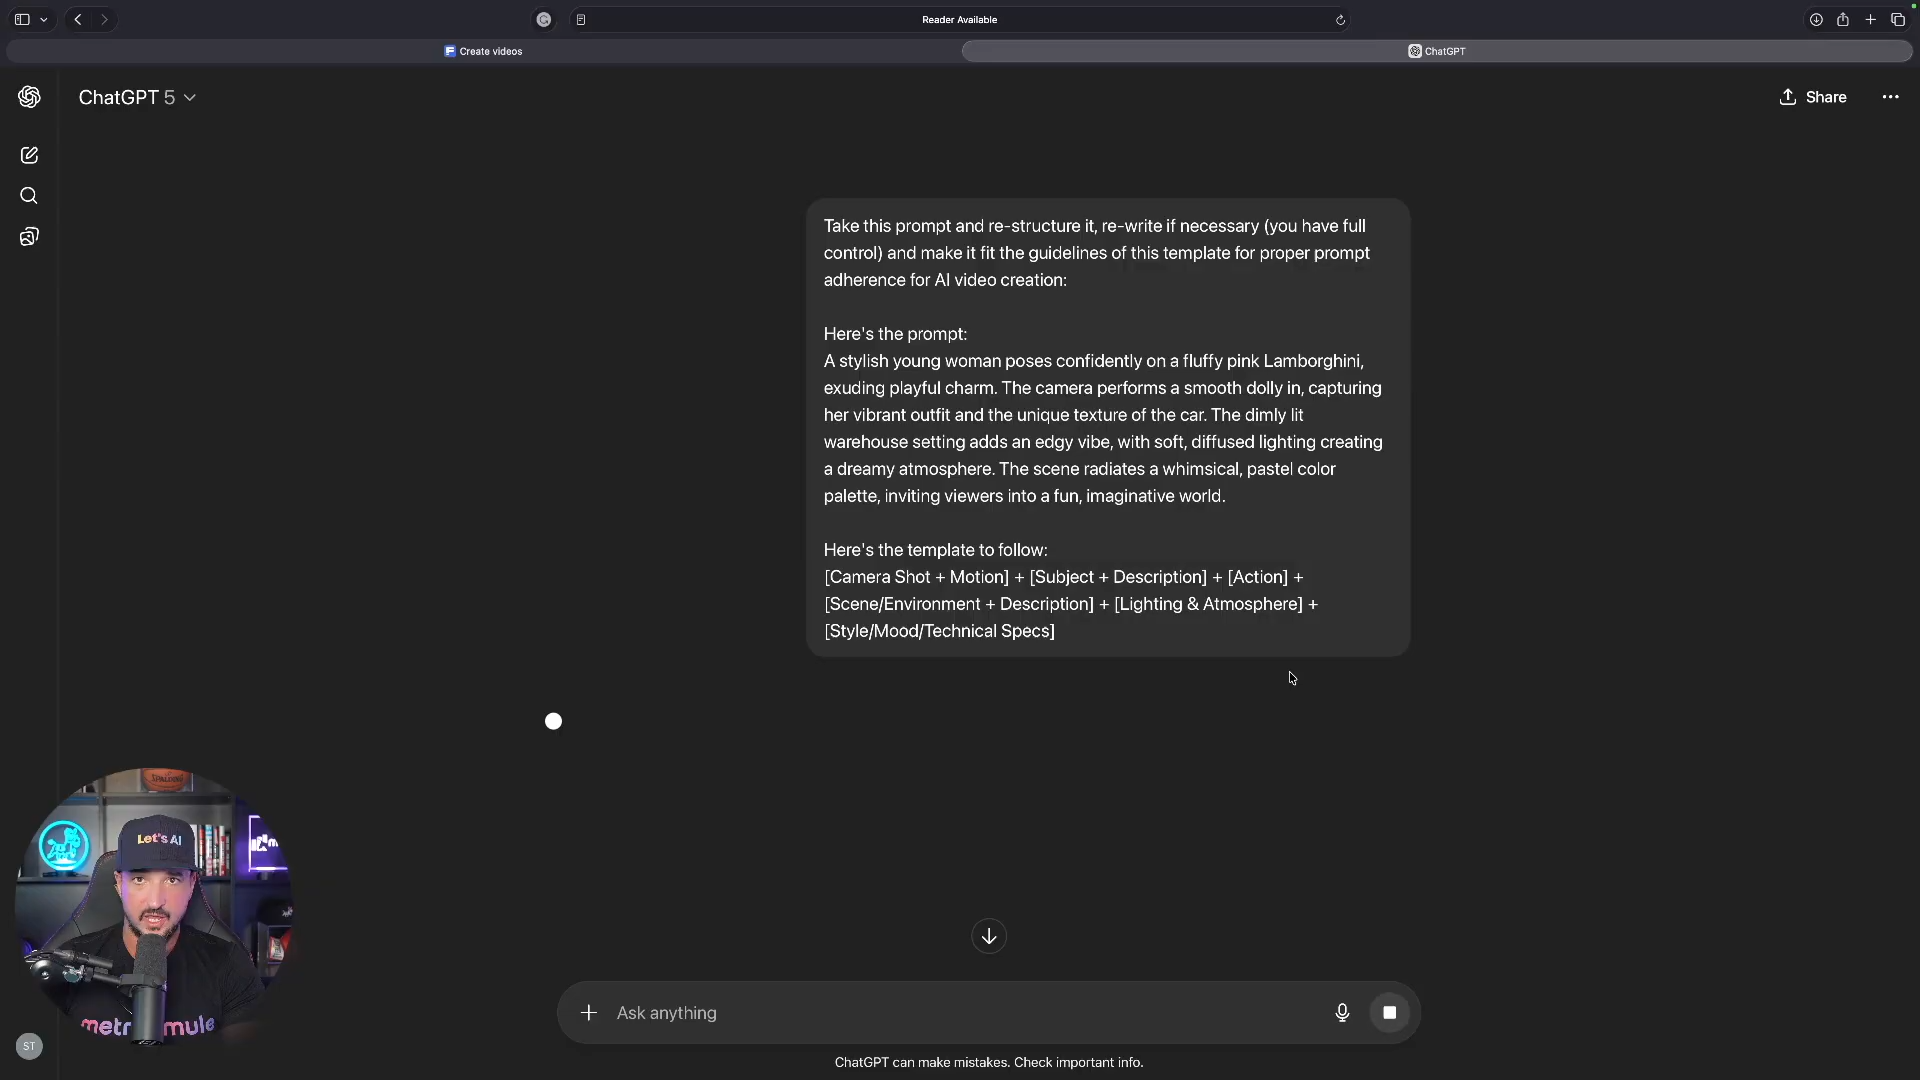 Reader Available
Create videos
ChatGPT
ChatGPT 5
Share
Take this prompt and re-structure it, re-write if necessary (you have full
control) and make it fit the guidelines of this template for proper prompt
adherence for AI video creation:
Here's the prompt:
A stylish young woman poses confidently on a fluffy pink Lamborghini,
exuding playful charm. The camera performs a smooth dolly in, capturing
her vibrant outfit and the unique texture of the car. The dimly lit
warehouse setting adds an edgy vibe, with soft, diffused lighting creating
a dreamy atmosphere. The scene radiates a whimsical, pastel color
palette, inviting viewers into a fun, imaginative world.
Here's the template to follow:
[Camera Shot + Motion] + [Subject + Description] + [Action] +
[Scene/Environment + Description] + [Lighting & Atmosphere] +
[Style/Mood/Technical Specs]
SPALDING
Let's AI
ST
Ask anything
ChatGPT can make mistakes. Check important info.